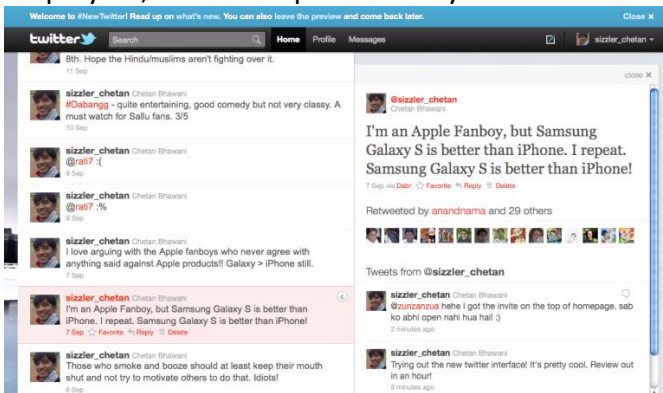 Welcome to #NewTwitter! Read up on what's new. You can also leave the preview and come back later.
Close ×
twitter
Search
Home
Profile
Messages
sizzler_chetan
8th. Hope the Hindu/muslims aren't fighting over it.
11 Sep
sizzler_chetan Chetan Bhawani
#Dabangg - quite entertaining, good comedy but not very classy. A
must watch for Sallu fans. 3/5
10 Sep
sizzler_chetan Chetan Bhawani
@rati7 :(
9 Sep
sizzler_chetan Chetan Bhawani
@rati7 :%
9 Sep
sizzler_chetan Chetan Bhawani
I love arguing with the Apple fanboys who never agree with
anything said against Apple products!! Galaxy > iPhone still.
7 Sep
sizzler_chetan Chetan Bhawani
I'm an Apple Fanboy, but Samsung Galaxy S is better than
iPhone. I repeat. Samsung Galaxy S is better than iPhone!
7 Sep Favorite Reply Delete
sizzler_chetan Chetan Bhawani
Those who smoke and booze should at least keep their mouth
shut and not try to motivate others to do that. Idiots!
6 Sep
close ×
@sizzler_chetan
Chetan Bhawani
I'm an Apple Fanboy, but Samsung
Galaxy S is better than iPhone. I repeat.
Samsung Galaxy S is better than iPhone!
7 Sep via Dabr Favorite Reply Delete
Retweeted by anandnama and 29 others
Tweets from @sizzler_chetan
sizzler_chetan Chetan Bhawani
@zunzanzua hehe I got the invite on the top of homepage. sab
ko abhi open nahi hua hai! :)
2 minutes ago
sizzler_chetan Chetan Bhawani
Trying out the new twitter interface! It's pretty cool. Review out
in an hour!
5 minutes ago